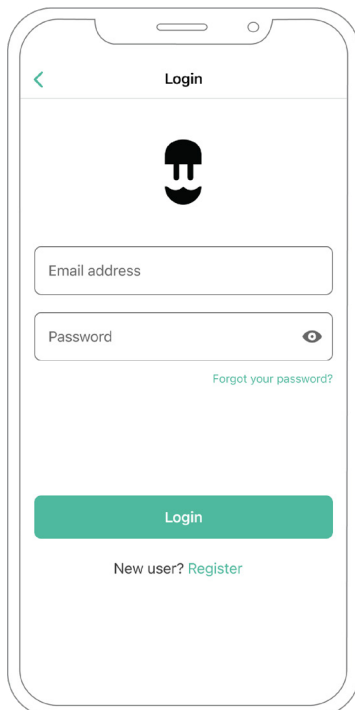 Login
Email address
Password
Forgot your password?
Login
New user? Register